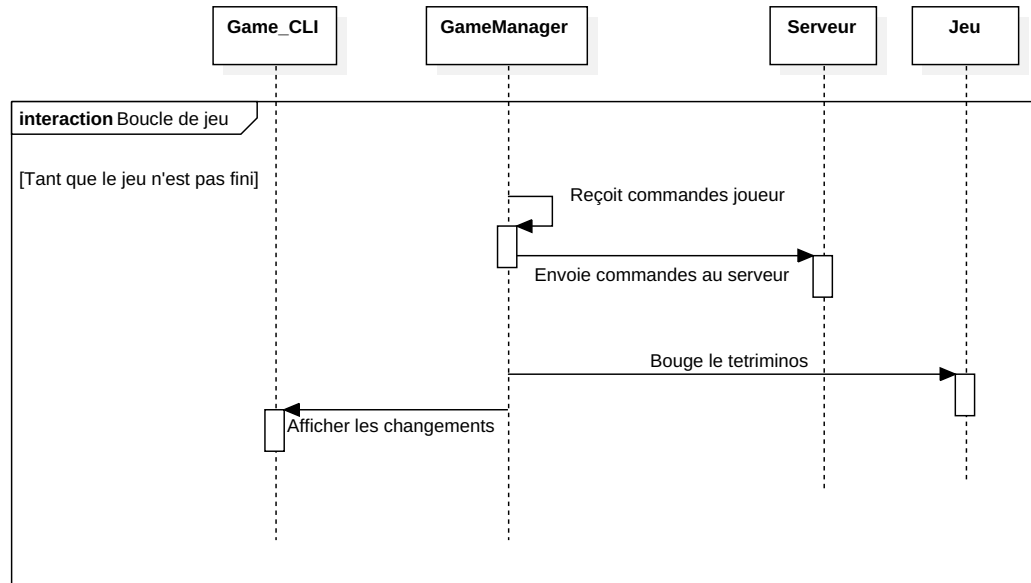 Game_CLI
GameManager
Serveur
Jeu
interaction Boucle de jeu
[Tant que le jeu n'est pas fini]
Reçoit commandes joueur
Envoie commandes au serveur
Bouge le tetriminos
Afficher les changements